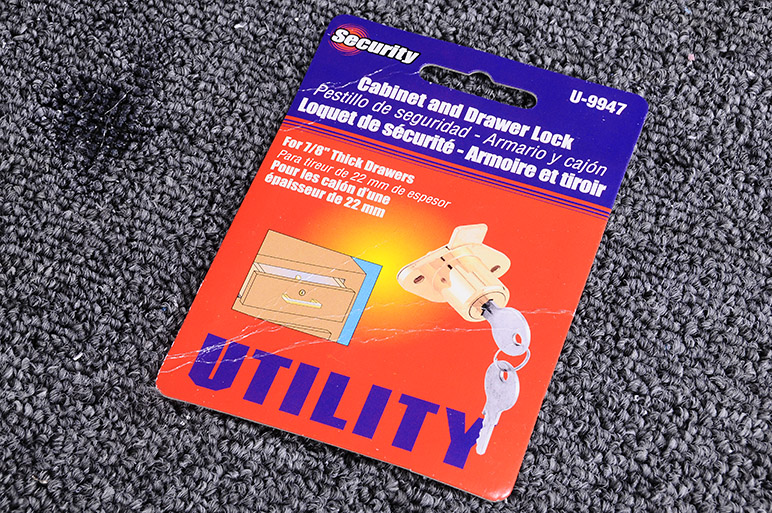 Security
U-9947
Cabinet and Drawer Lock
Pestillo de seguridad - Armario y cajón
Loquet de sécurité - Armoire et tiroir
For 7/8" Thick Drawers
Para tireur de 22 mm de espesor
Pour les cajón d'une
épaisseur de 22 mm
UTILITY